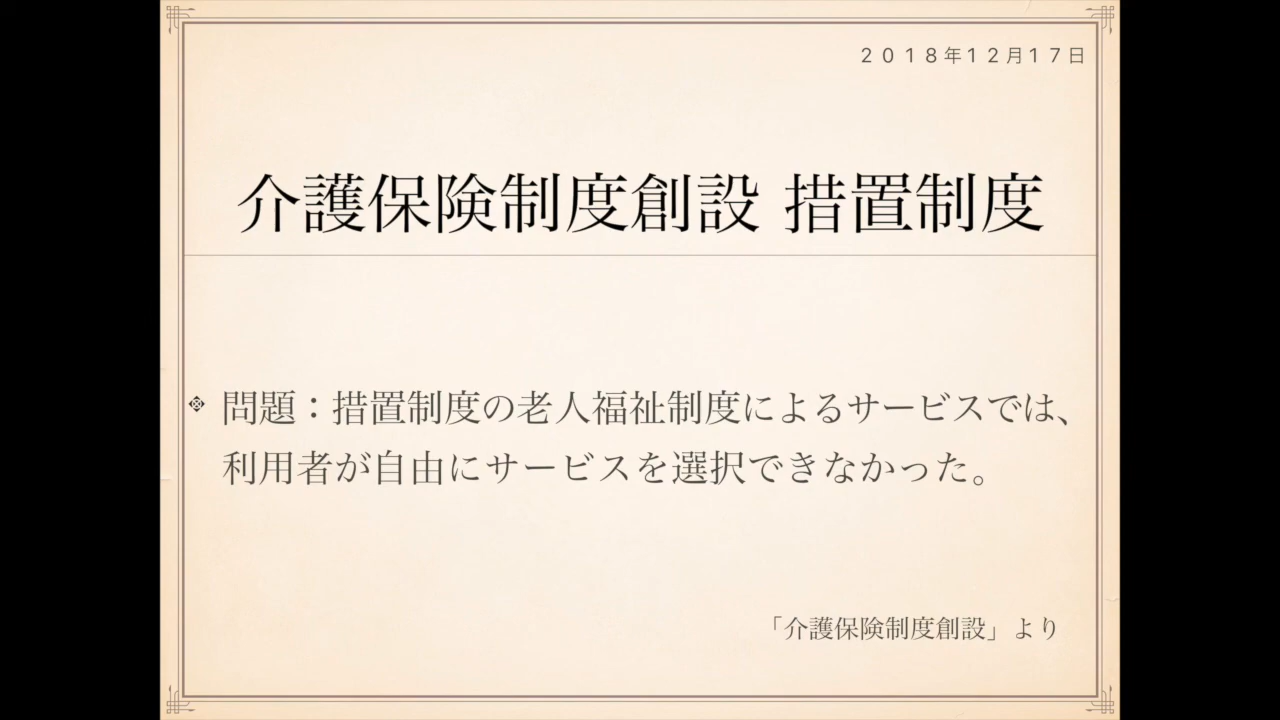 ２０１８年１２月１７日
介護保険制度創設 措置制度
問題：措置制度の老人福祉制度によるサービスでは、
利用者が自由にサービスを選択できなかった。
「介護保険制度創設」より